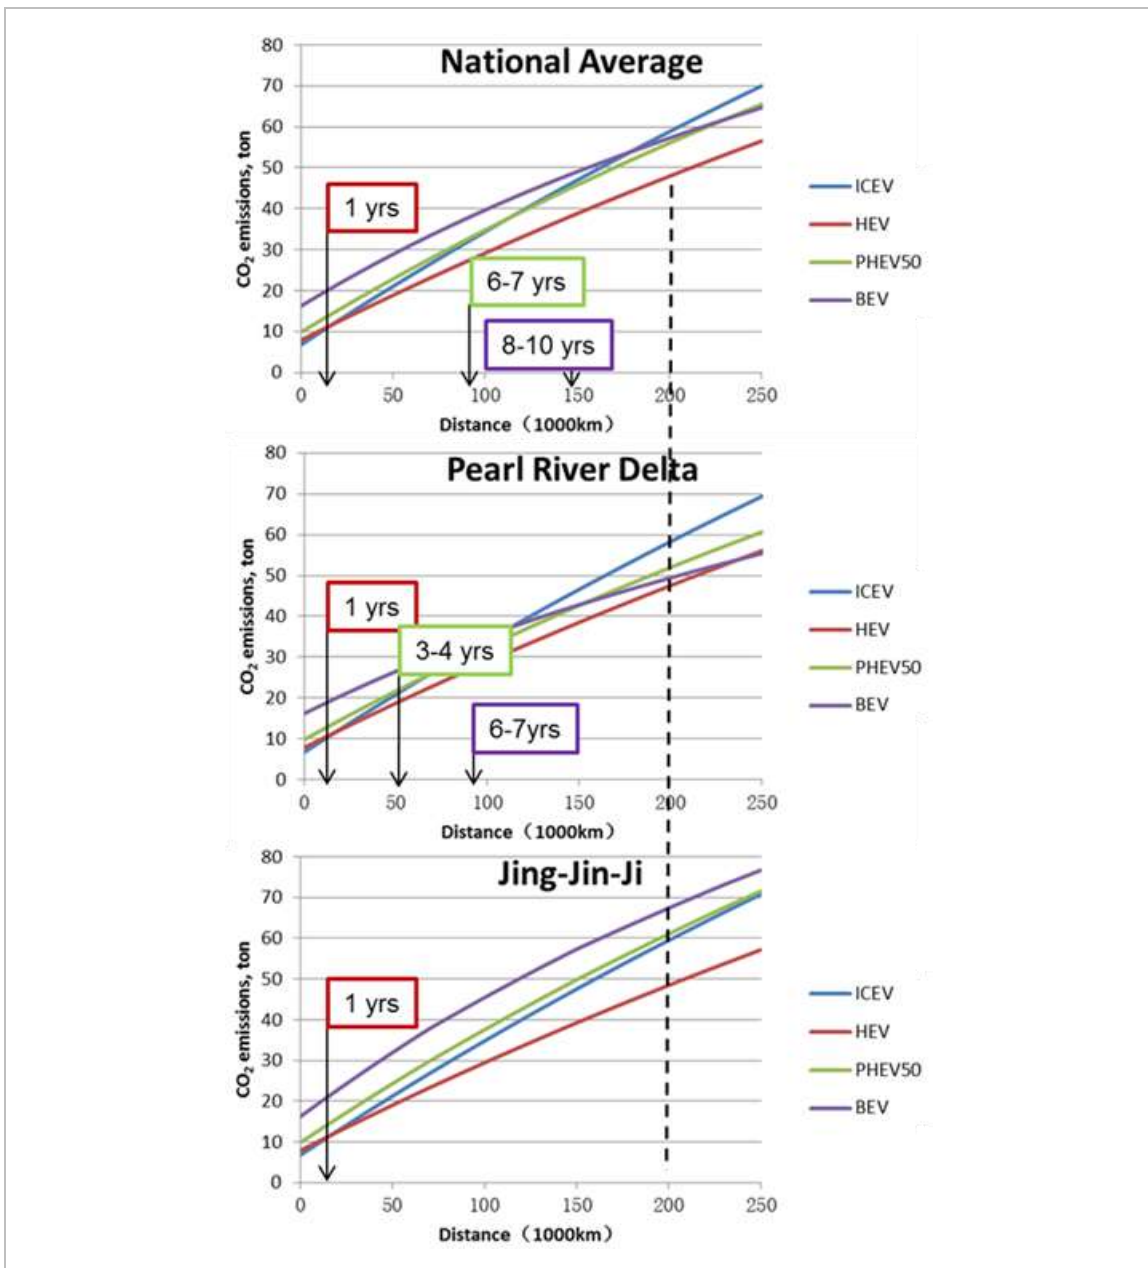 National Average
CO2 emissions, ton
80
70
60
50
40
30
20
10
0
1 yrs
6-7 yrs
8-10 yrs
0 50 100 150 200 250
Distance（1000km）
ICEV
HEV
PHEV50
BEV
Pearl River Delta
CO2 emissions, ton
80
70
60
50
40
30
20
10
0
1 yrs
3-4 yrs
6-7yrs
0 50 100 150 200 250
Distance（1000km）
ICEV
HEV
PHEV50
BEV
Jing-Jin-Ji
CO2 emissions, ton
80
70
60
50
40
30
20
10
0
1 yrs
0 50 100 150 200 250
Distance（1000km）
ICEV
HEV
PHEV50
BEV